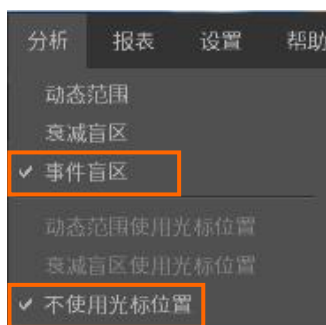 分析 报表 设置 帮助
动态范围
衰减盲区
✓ 事件盲区
动态范围使用光标位置
衰减盲区使用光标位置
✓ 不使用光标位置